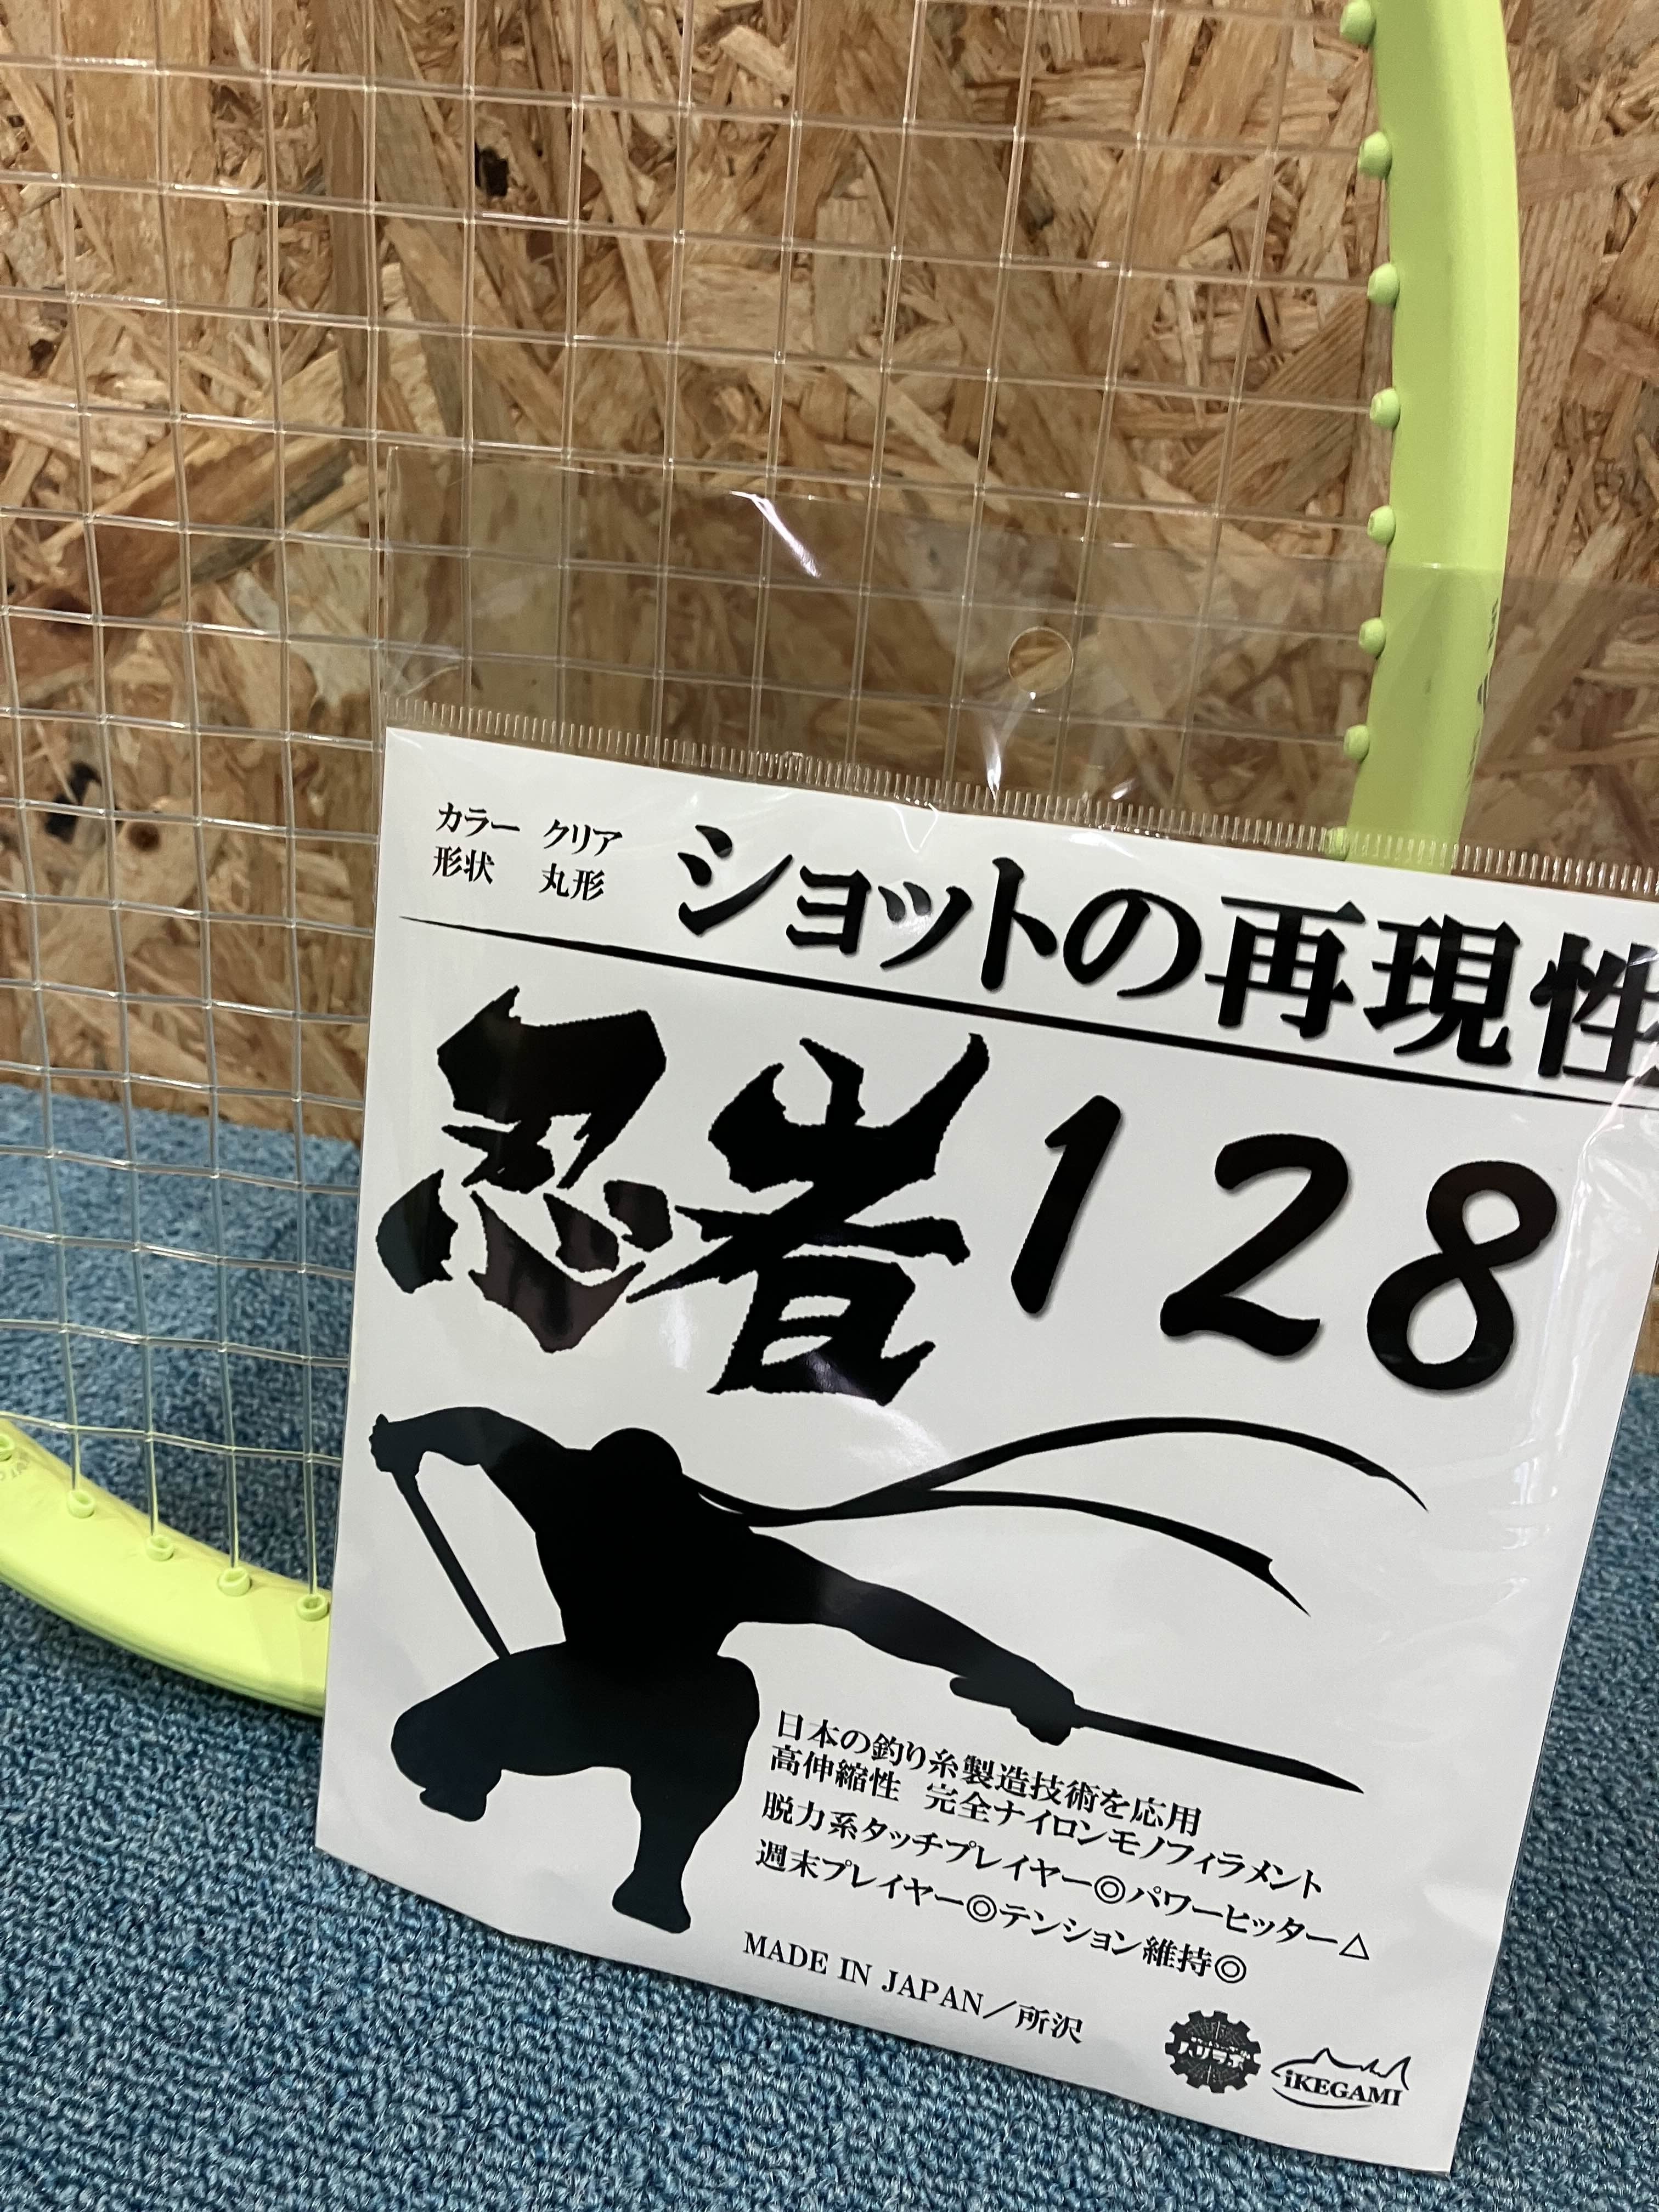 カラー クリア
形状 丸形
ショットの再現性
忍者128
日本の釣り糸製造技術を応用
高伸縮性 完全ナイロンモノフィラメント
脱力系タッチプレイヤー◎パワーヒッター△
週末プレイヤー◎テンション維持◎
MADE IN JAPAN／所沢
iKEGAMI